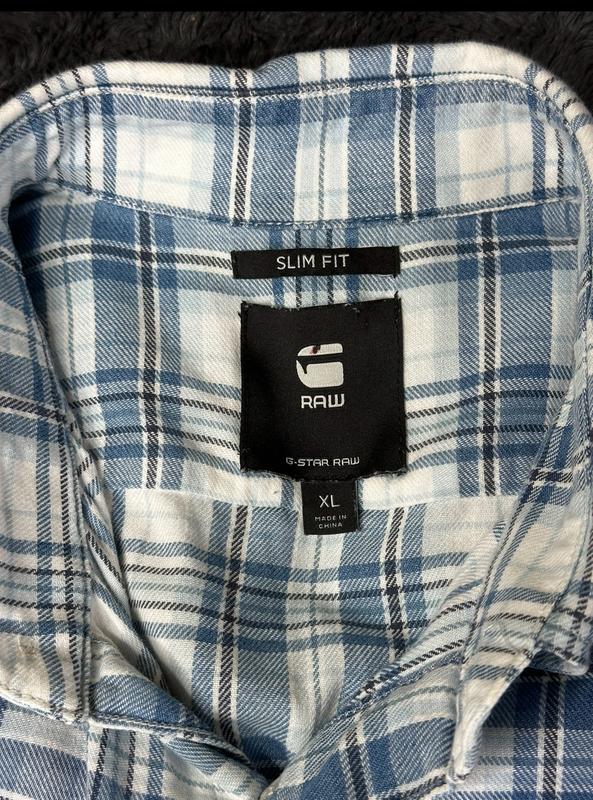 SLIM FIT
RAW
G-STAR RAW
XL
MADE IN
CHINA